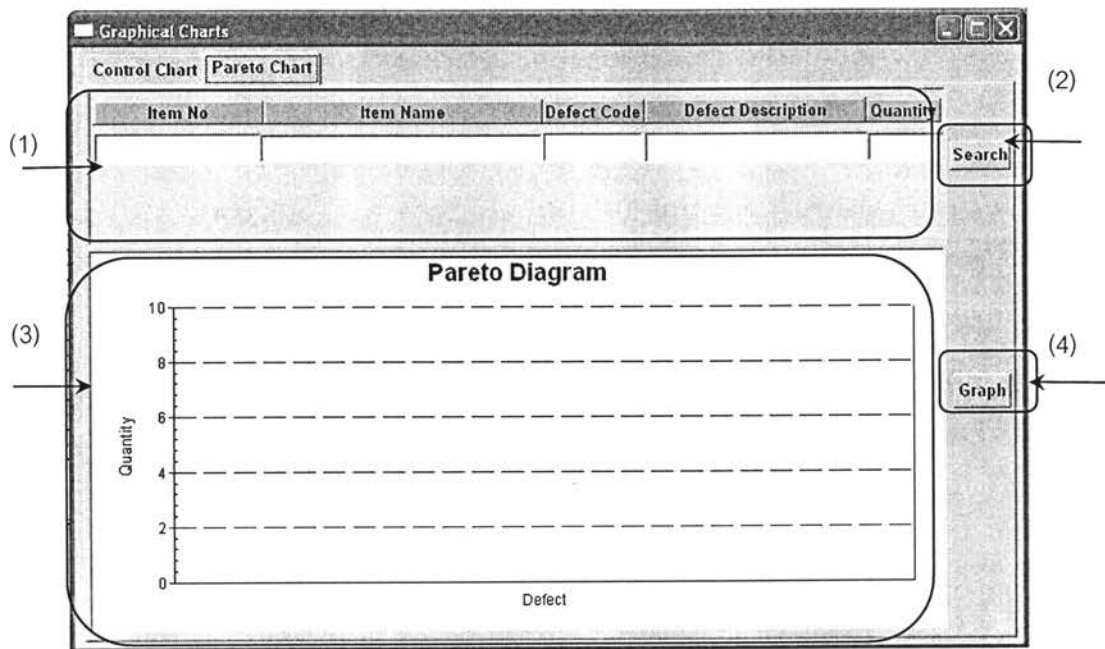 Graphical Charts
Control Chart Pareto Chart
(2)
Item No Item Name Defect Code Defect Description Quantity
(1)
Search
Pareto Diagram
10
(3)
8
(4)
Graph
6
Quantity
4
2
0
Defect